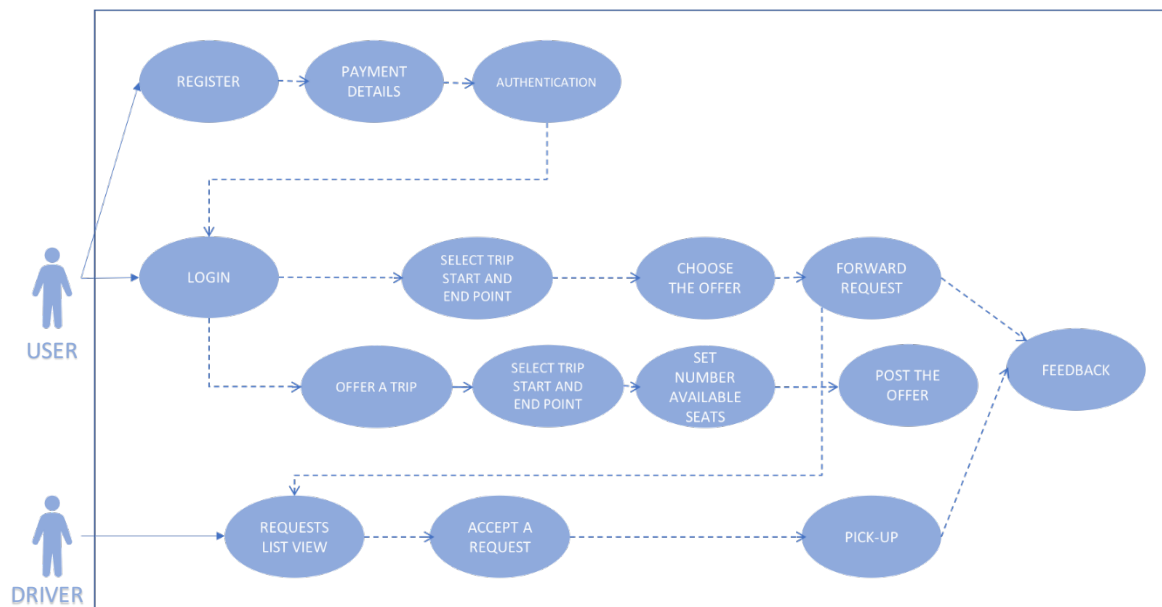 REGISTER
PAYMENT
DETAILS
AUTHENTICATION
LOGIN
SELECT TRIP
START AND
END POINT
CHOOSE
THE OFFER
FORWARD
REQUEST
USER
OFFER A TRIP
SELECT TRIP
START AND
END POINT
SET
NUMBER
AVAILABLE
SEATS
POST THE
OFFER
FEEDBACK
REQUESTS
LIST VIEW
ACCEPT A
REQUEST
PICK-UP
DRIVER